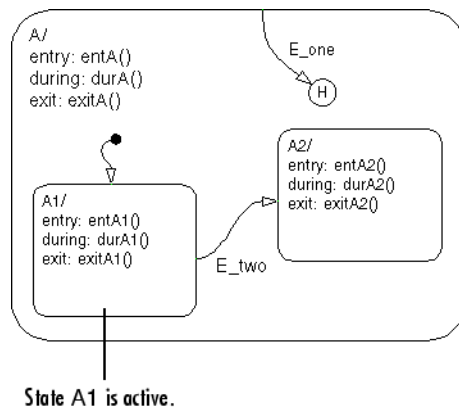 A/
entry: entA()
during: durA()
exit: exitA()
E_one
H
A1/
entry: entA1()
during: durA1()
exit: exitA1()
E_two
A2/
entry: entA2()
during: durA2()
exit: exitA2()
State A1 is active.